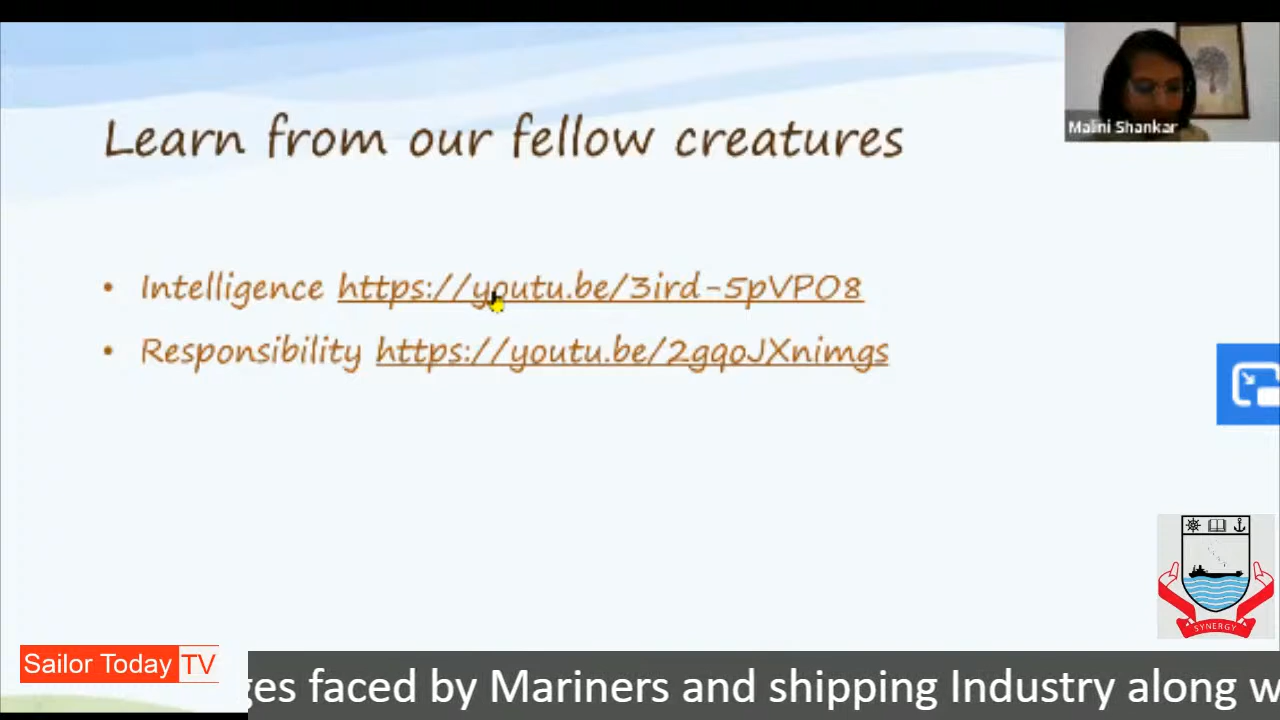 Learn from our fellow creatures
Malini Shankar
• Intelligence https://youtu.be/3ird-5pVPO8
• Responsibility https://youtu.be/2gqoJXnimgs
SYNERGY
Sailor Today TV
ges faced by Mariners and shipping Industry along w